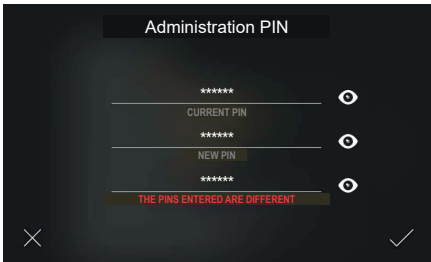 Administration PIN
******
CURRENT PIN
******
NEW PIN
******
THE PINS ENTERED ARE DIFFERENT